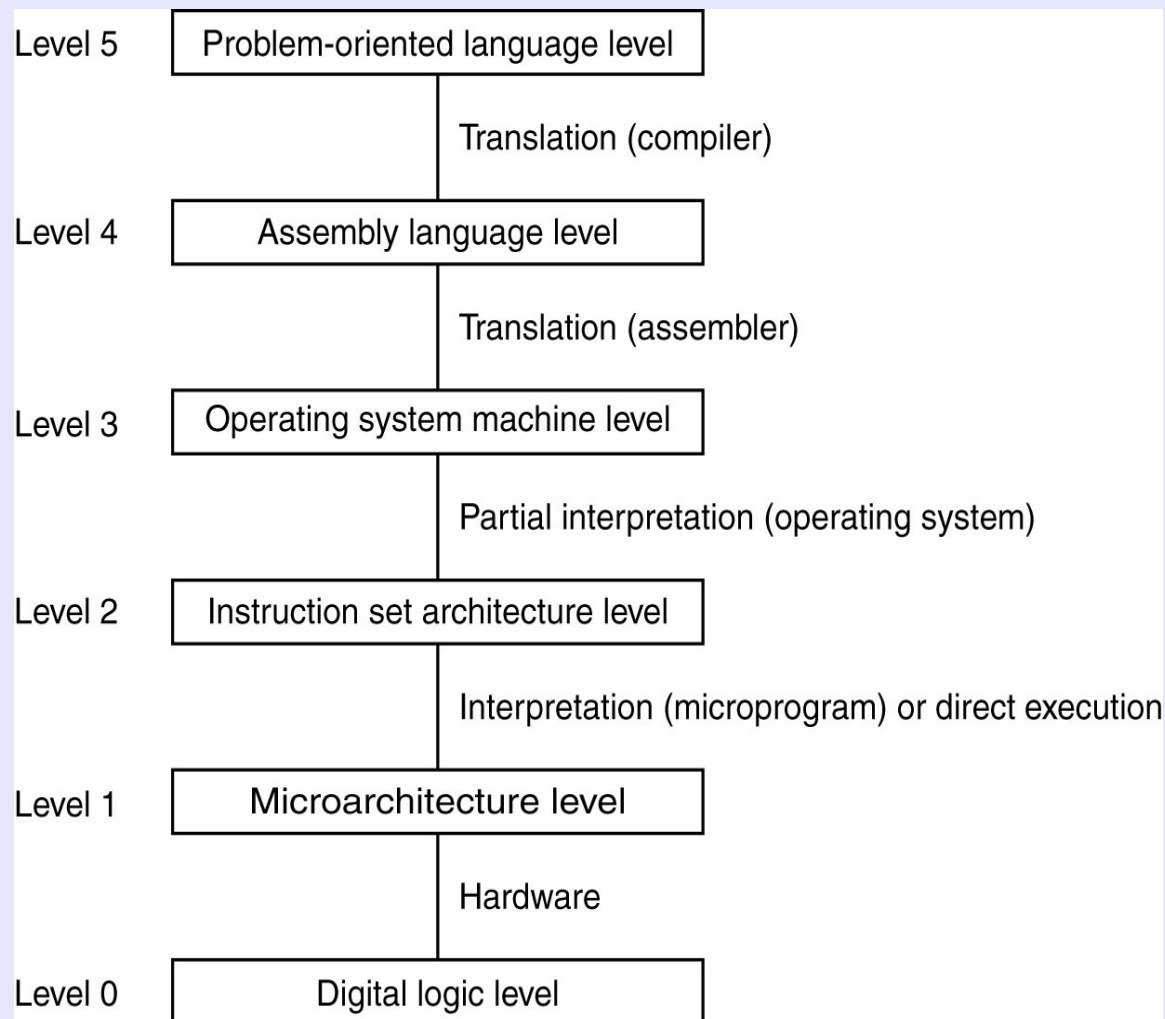 Level 5 Problem-oriented language level
Translation (compiler)
Level 4 Assembly language level
Translation (assembler)
Level 3 Operating system machine level
Partial interpretation (operating system)
Level 2 Instruction set architecture level
Interpretation (microprogram) or direct execution
Level 1 Microarchitecture level
Hardware
Level 0 Digital logic level